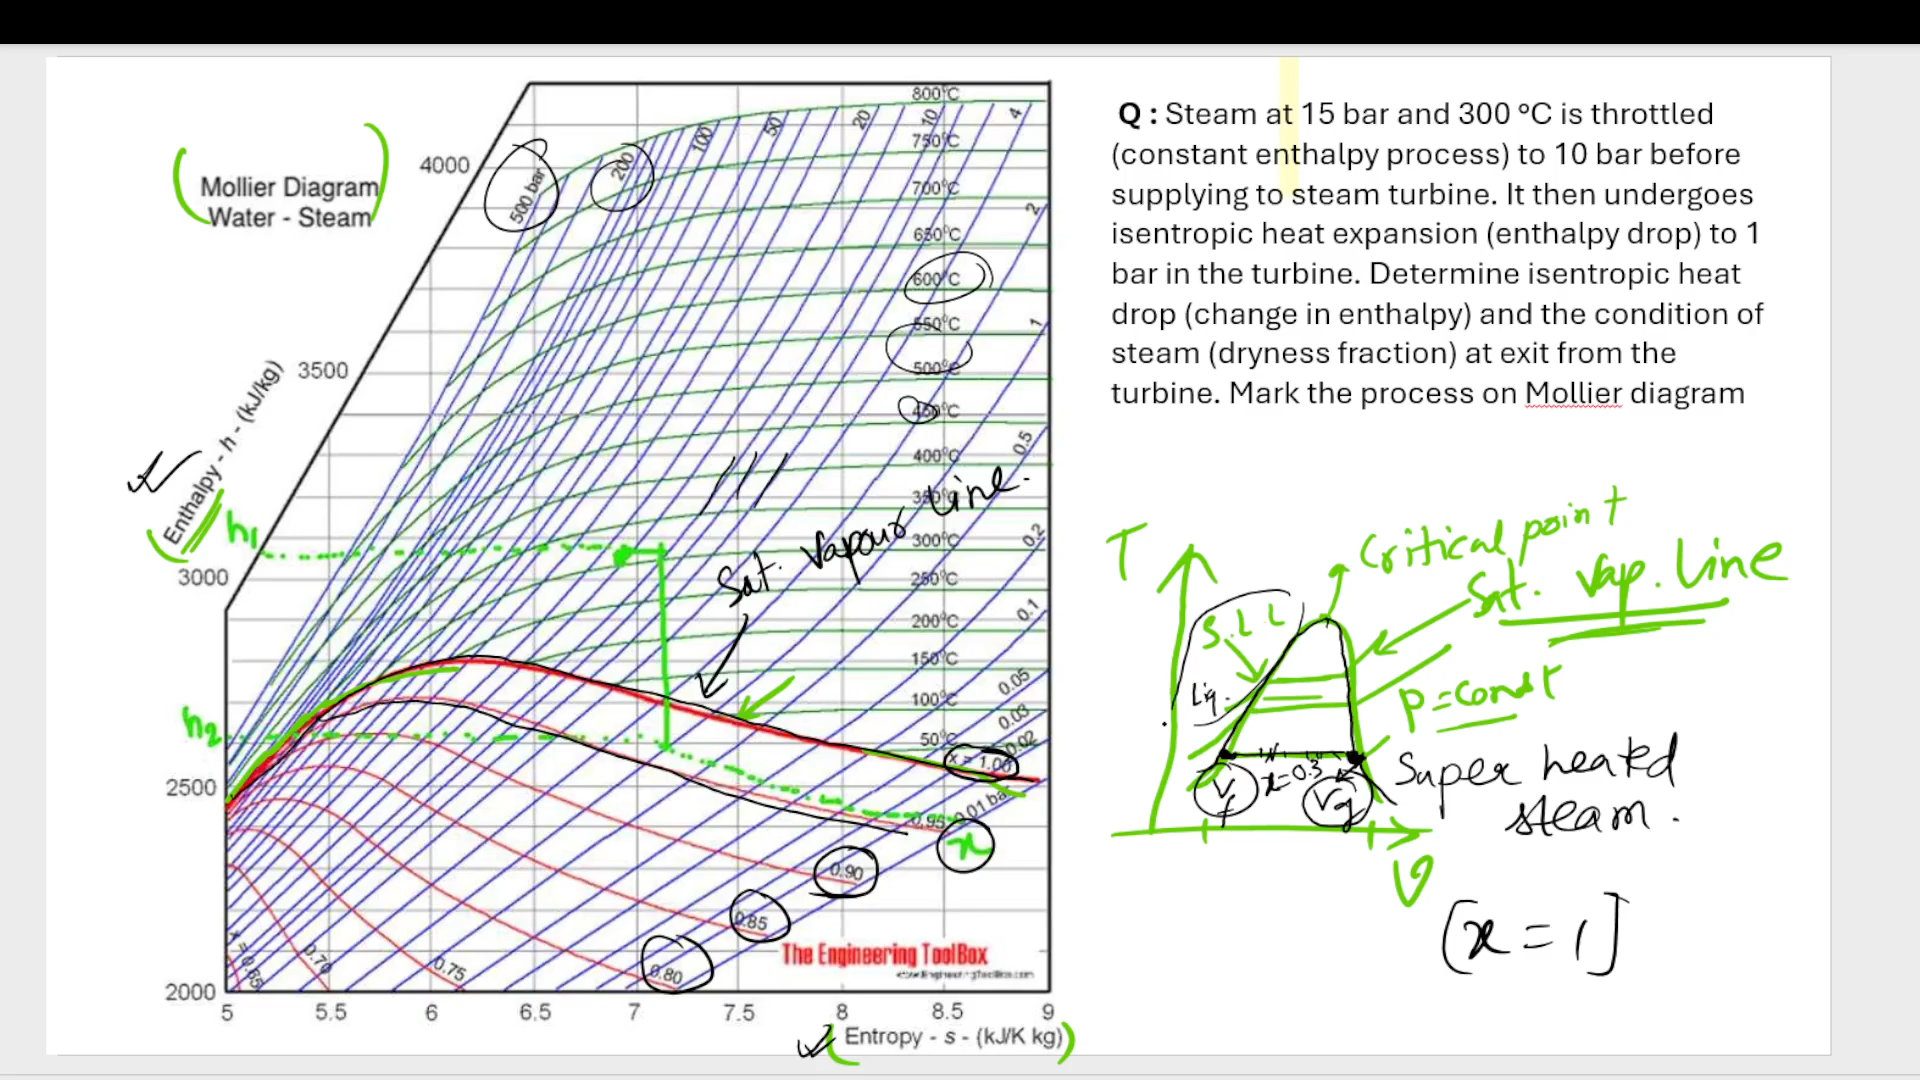 Mollier Diagram
Water - Steam
Enthalpy - h - (kJ/kg)
4000
3500
3000
2500
2000
h1
h2
500 bar
200
100
50
20
10
4
2
1
0.5
0.2
0.1
0.05
0.03
0.02
0.01 bar
800°C
750°C
700°C
650°C
600°C
550°C
500°C
450°C
400°C
350°C
300°C
250°C
200°C
150°C
100°C
50°C
Sat. Vapour Line.
x = 1.00
0.95
x
0.90
0.85
0.80
0.75
0.70
x = 0.65
The Engineering ToolBox
www.EngineeringToolBox.com
5 5.5 6 6.5 7 7.5 8 8.5 9
Entropy - s - (kJ/K kg)
Q : Steam at 15 bar and 300 °C is throttled
(constant enthalpy process) to 10 bar before
supplying to steam turbine. It then undergoes
isentropic heat expansion (enthalpy drop) to 1
bar in the turbine. Determine isentropic heat
drop (change in enthalpy) and the condition of
steam (dryness fraction) at exit from the
turbine. Mark the process on Mollier diagram
T
Critical point
Sat. Vap. Line
S.L L
Liq.
P = const
x=0.3
Vf
Vg
Super heated
steam.
v
[x = 1]